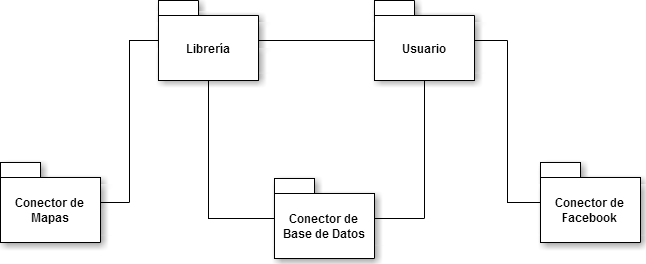 Librería
Usuario
Conector de
Mapas
Conector de
Base de Datos
Conector de
Facebook